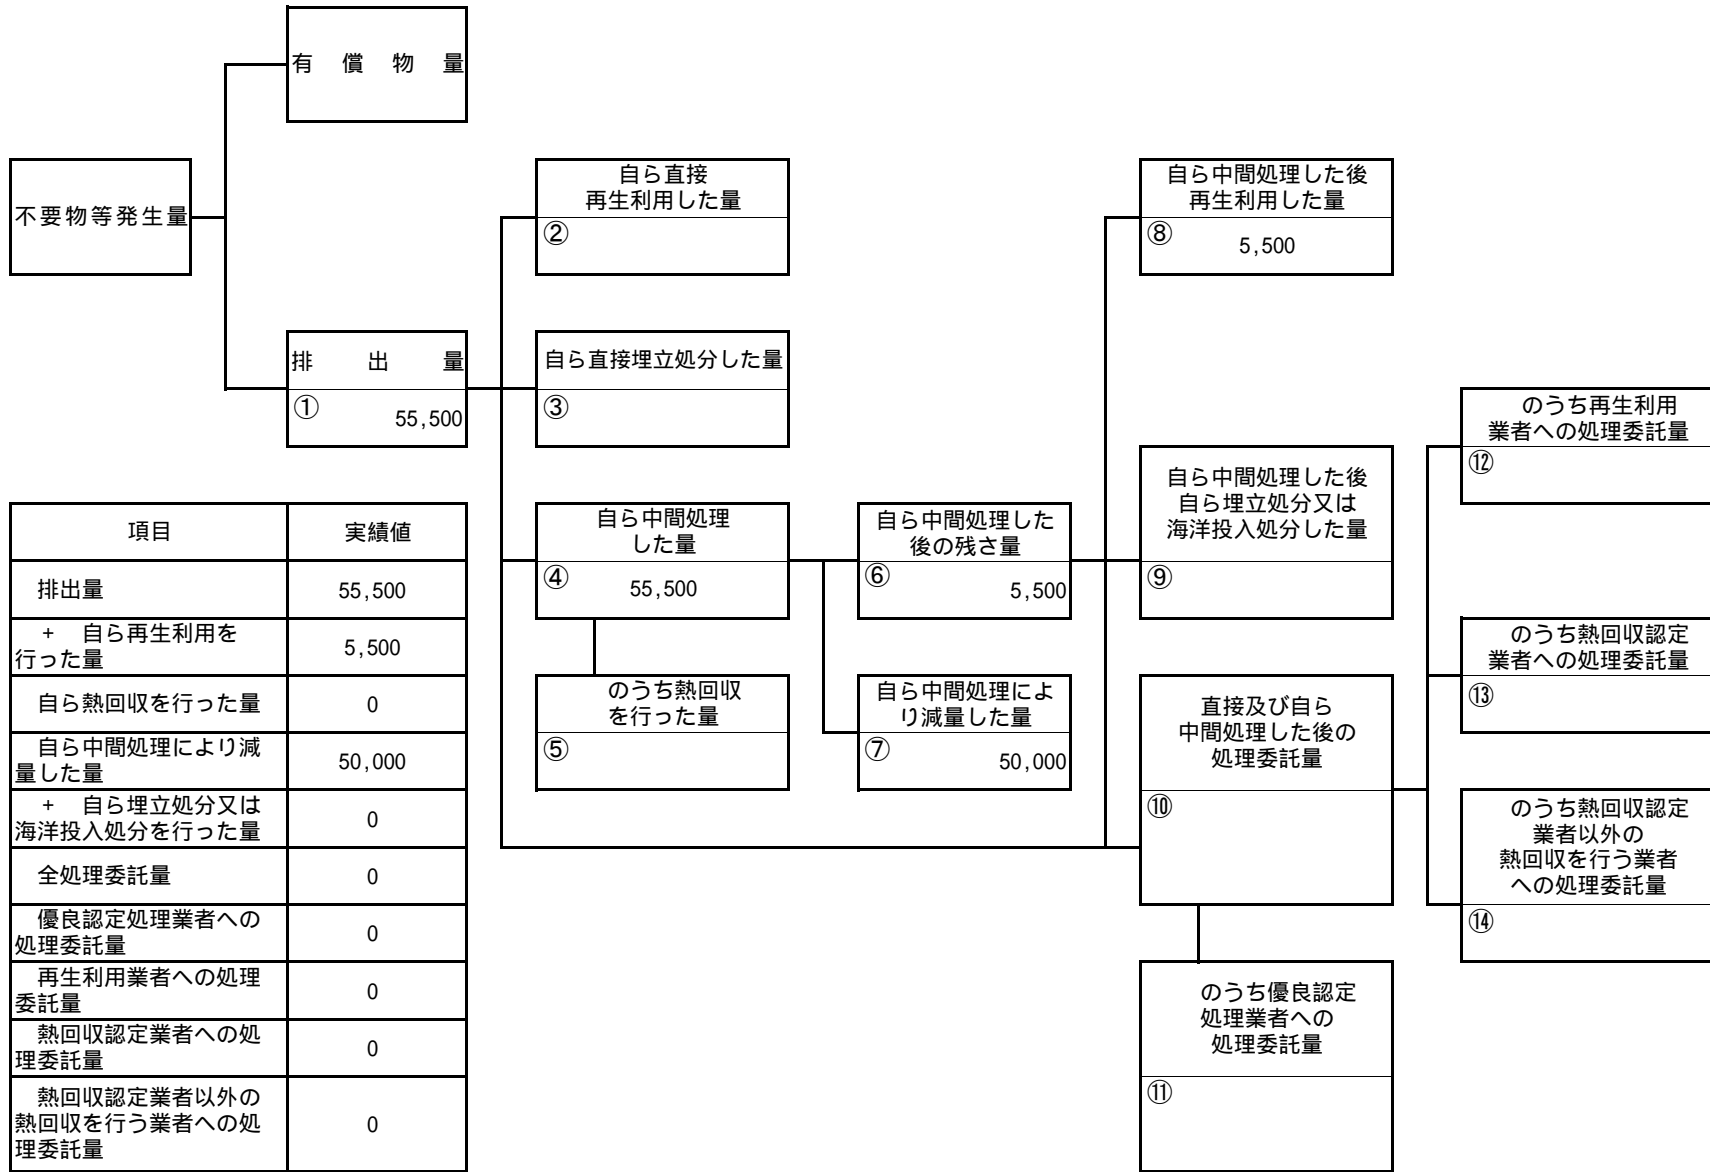 有償物量
不要物等発生量
排出量
① 55,500
自ら直接
再生利用した量
②
自ら直接埋立処分した量
③
自ら中間処理
した量
④ 55,500
のうち熱回収
を行った量
⑤
自ら中間処理した
後の残さ量
⑥ 5,500
自ら中間処理によ
り減量した量
⑦ 50,000
自ら中間処理した後
再生利用した量
⑧ 5,500
自ら中間処理した後
自ら埋立処分又は
海洋投入処分した量
⑨
直接及び自ら
中間処理した後の
処理委託量
⑩
のうち優良認定
処理業者への
処理委託量
⑪
のうち再生利用
業者への処理委託量
⑫
のうち熱回収認定
業者への処理委託量
⑬
のうち熱回収認定
業者以外の
熱回収を行う業者
への処理委託量
⑭
項目 実績値
排出量 55,500
+ 自ら再生利用を
行った量 5,500
自ら熱回収を行った量 0
自ら中間処理により減
量した量 50,000
+ 自ら埋立処分又は
海洋投入処分を行った量 0
全処理委託量 0
優良認定処理業者への
処理委託量 0
再生利用業者への処理
委託量 0
熱回収認定業者への処
理委託量 0
熱回収認定業者以外の
熱回収を行う業者への処
理委託量 0